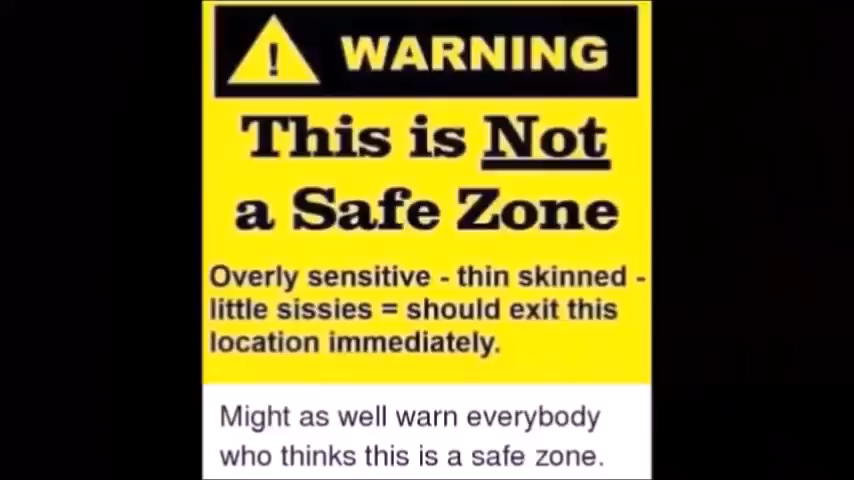 WARNING
This is Not
a Safe Zone
Overly sensitive - thin skinned -
little sissies = should exit this
location immediately.
Might as well warn everybody
who thinks this is a safe zone.